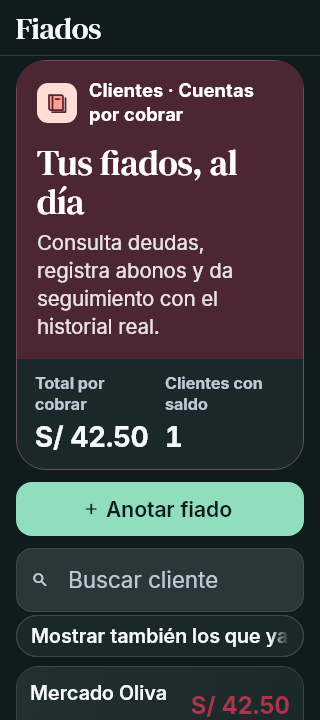 Fiados
Clientes · Cuentas
por cobrar
Tus fiados, al
día
Consulta deudas,
registra abonos y da
seguimiento con el
historial real.
Total por
cobrar
Clientes con
saldo
S/ 42.50
1
+ Anotar fiado
Buscar cliente
Mostrar también los que ya
Mercado Oliva
S/ 42.50